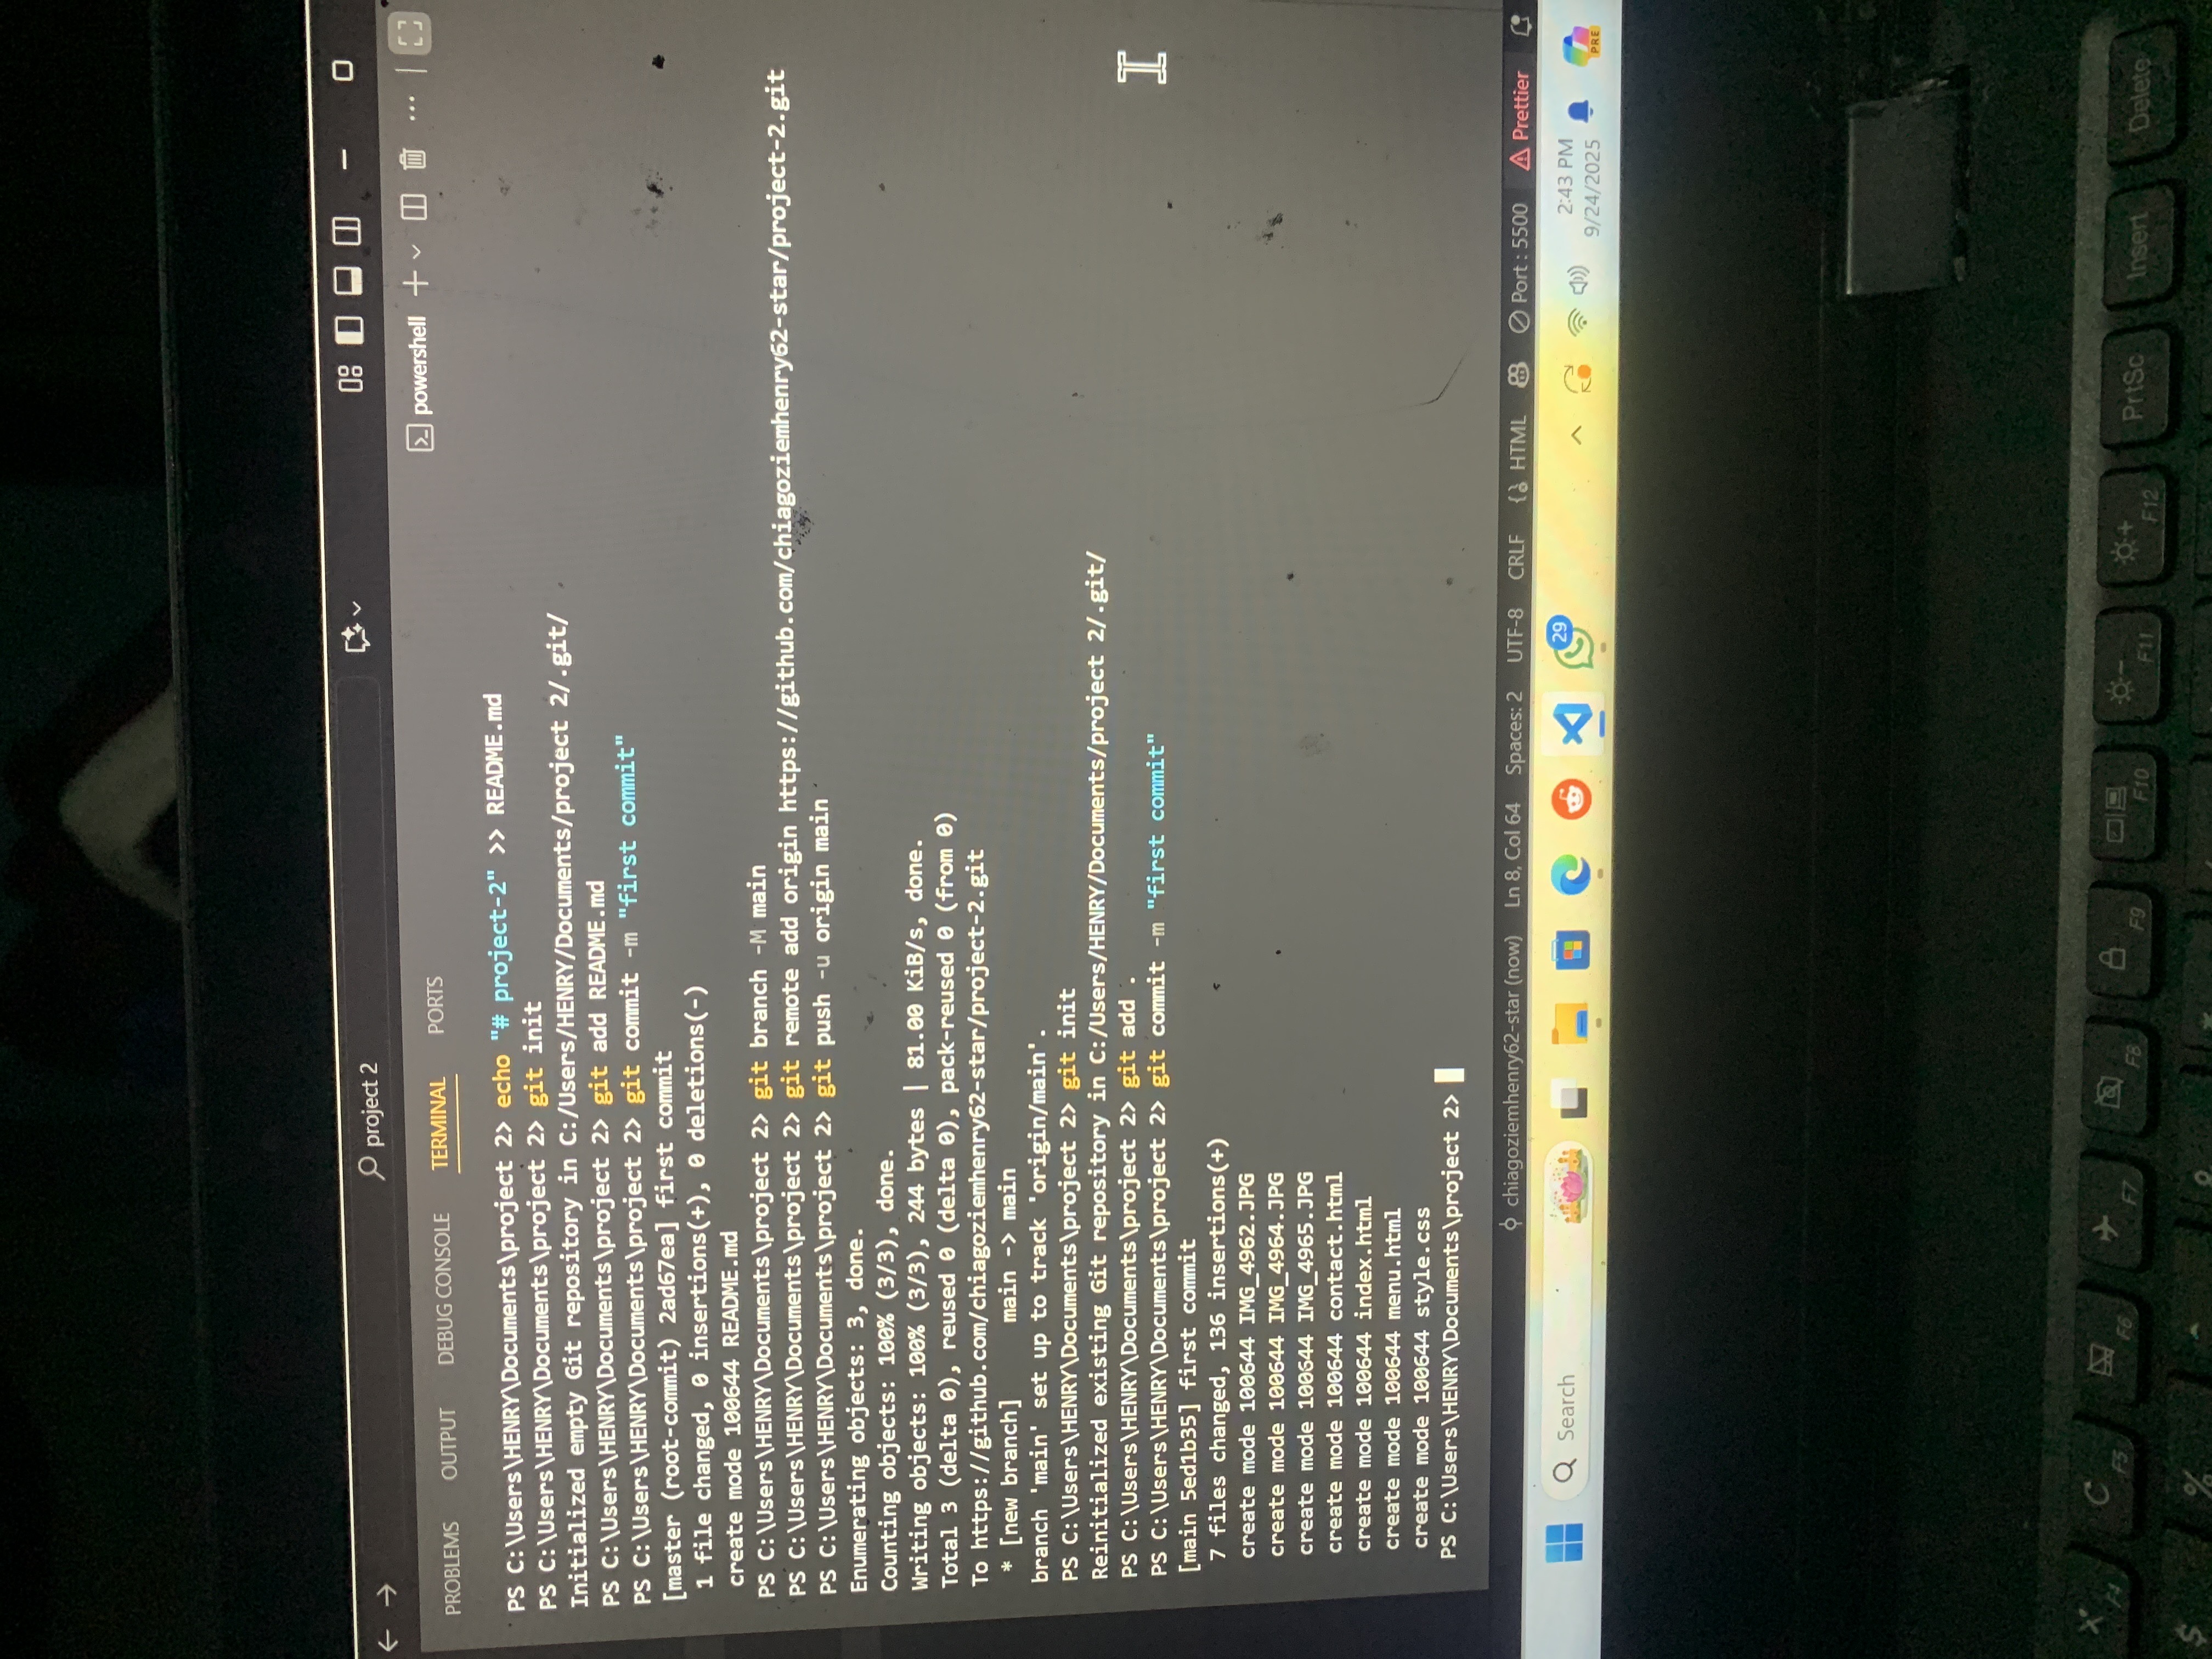 project 2
PROBLEMS OUTPUT DEBUG CONSOLE TERMINAL PORTS powershell
PS C:\Users\HENRY\Documents\project 2> echo "# project-2" >> README.md
PS C:\Users\HENRY\Documents\project 2> git init
Initialized empty Git repository in C:/Users/HENRY/Documents/project 2/.git/
PS C:\Users\HENRY\Documents\project 2> git add README.md
PS C:\Users\HENRY\Documents\project 2> git commit -m "first commit"
[master (root-commit) 2ad67ea] first commit
1 file changed, 0 insertions(+), 0 deletions(-)
create mode 100644 README.md
PS C:\Users\HENRY\Documents\project 2> git branch -M main
PS C:\Users\HENRY\Documents\project 2> git remote add origin https://github.com/chiagoziemhenry62-star/project-2.git
PS C:\Users\HENRY\Documents\project 2> git push -u origin main
Enumerating objects: 3, done.
Counting objects: 100% (3/3), done.
Writing objects: 100% (3/3), 244 bytes | 81.00 KiB/s, done.
Total 3 (delta 0), reused 0 (delta 0), pack-reused 0 (from 0)
To https://github.com/chiagoziemhenry62-star/project-2.git
* [new branch] main -> main
branch 'main' set up to track 'origin/main'.
PS C:\Users\HENRY\Documents\project 2> git init
Reinitialized existing Git repository in C:/Users/HENRY/Documents/project 2/.git/
PS C:\Users\HENRY\Documents\project 2> git add .
PS C:\Users\HENRY\Documents\project 2> git commit -m "first commit"
[main 5ed1b35] first commit
7 files changed, 136 insertions(+)
create mode 100644 IMG_4962.JPG
create mode 100644 IMG_4964.JPG
create mode 100644 IMG_4965.JPG
create mode 100644 contact.html
create mode 100644 index.html
create mode 100644 menu.html
create mode 100644 style.css
PS C:\Users\HENRY\Documents\project 2>
chiagoziemhenry62-star (now) Ln 8, Col 64 Spaces: 2 UTF-8 CRLF HTML Port : 5500 Prettier
Search 29 2:43 PM
9/24/2025 PRE
F4 F5 F6 F7 F8 F9 F10 F11 F12 PrtSc Insert Delete
$ %